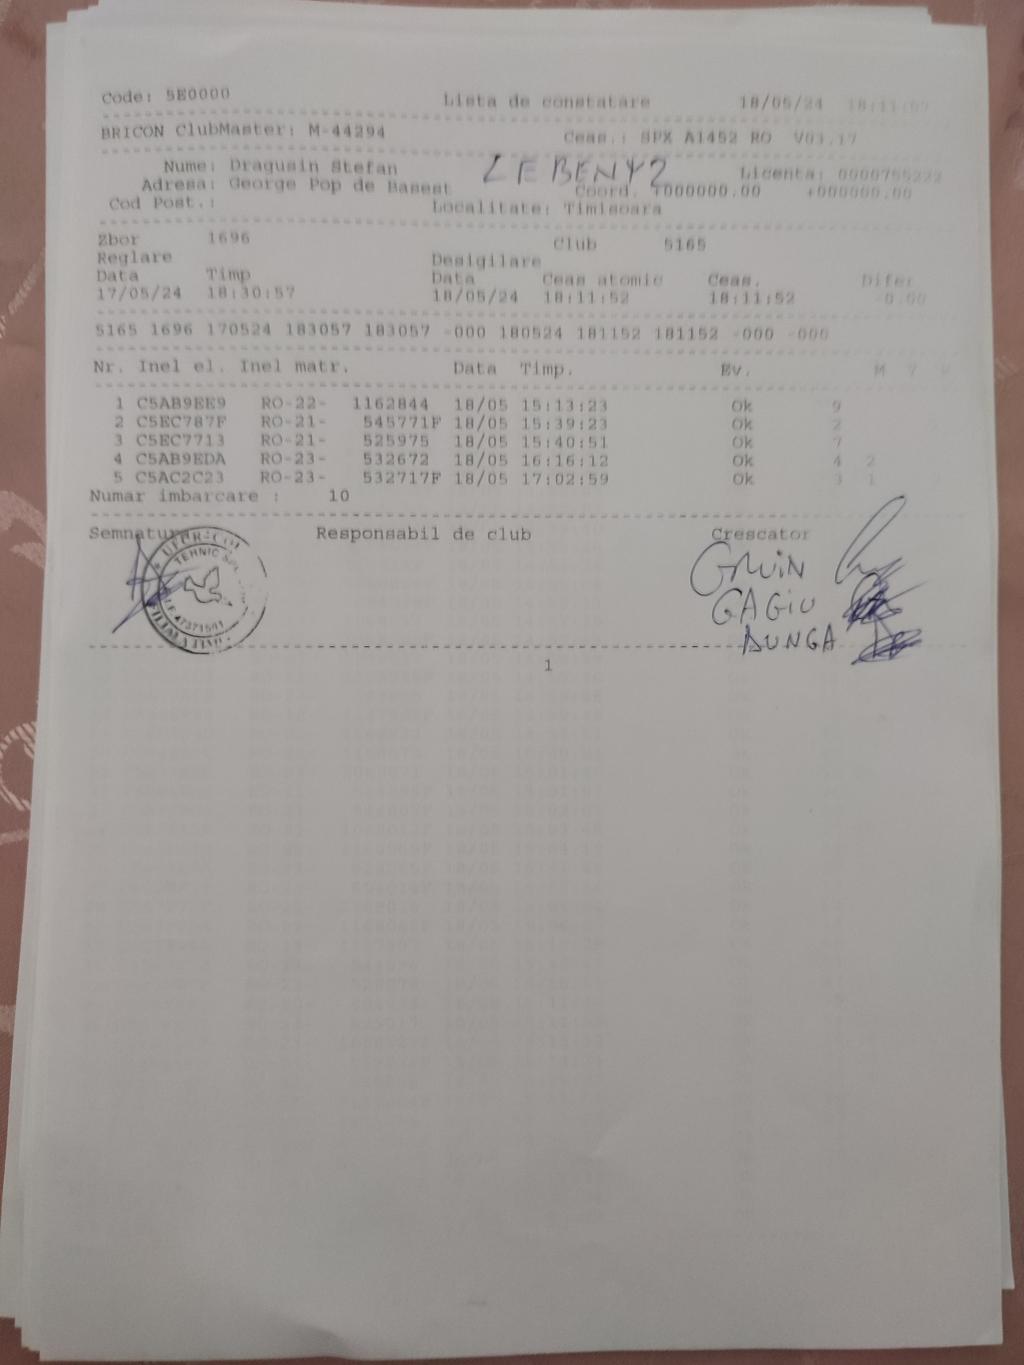 Code: 5E0000 Lista de constatare 18/05/24 18:11:57
BRICON ClubMaster: M-44294 Ceas.: SPX A1452 RO V03.17
Nume: Dragusin Stefan Licenta: 0000755222
Adresa: George Pop de Basest Coord. +000000.00 +000000.00
Cod Post.: Localitate: Timisoara
Zbor 1696 Club 5165
Reglare Desigilare
Data Timp Data Ceas atomic Ceas. Difer
17/05/24 18:30:57 18/05/24 18:11:52 18:11:52 -0.00
5165 1696 170524 183057 183057 -000 180524 181152 181152 -000 -000
Nr. Inel el. Inel matr. Data Timp. Ev. M
1 C5AB9EE9 RO-22- 1162844 18/05 15:13:23 Ok 9
2 C5EC787F RO-21- 545771F 18/05 15:39:23 Ok 2
3 C5EC7713 RO-21- 525975 18/05 15:40:51 Ok 7
4 C5AB9EDA RO-23- 532672 18/05 16:16:12 Ok 4 2
5 C5AC2C23 RO-23- 532717F 18/05 17:02:59 Ok 3 1
Numar imbarcare : 10
Semnatura Responsabil de club Crescator
TEHNIC
GAGIU
DUNGA
1